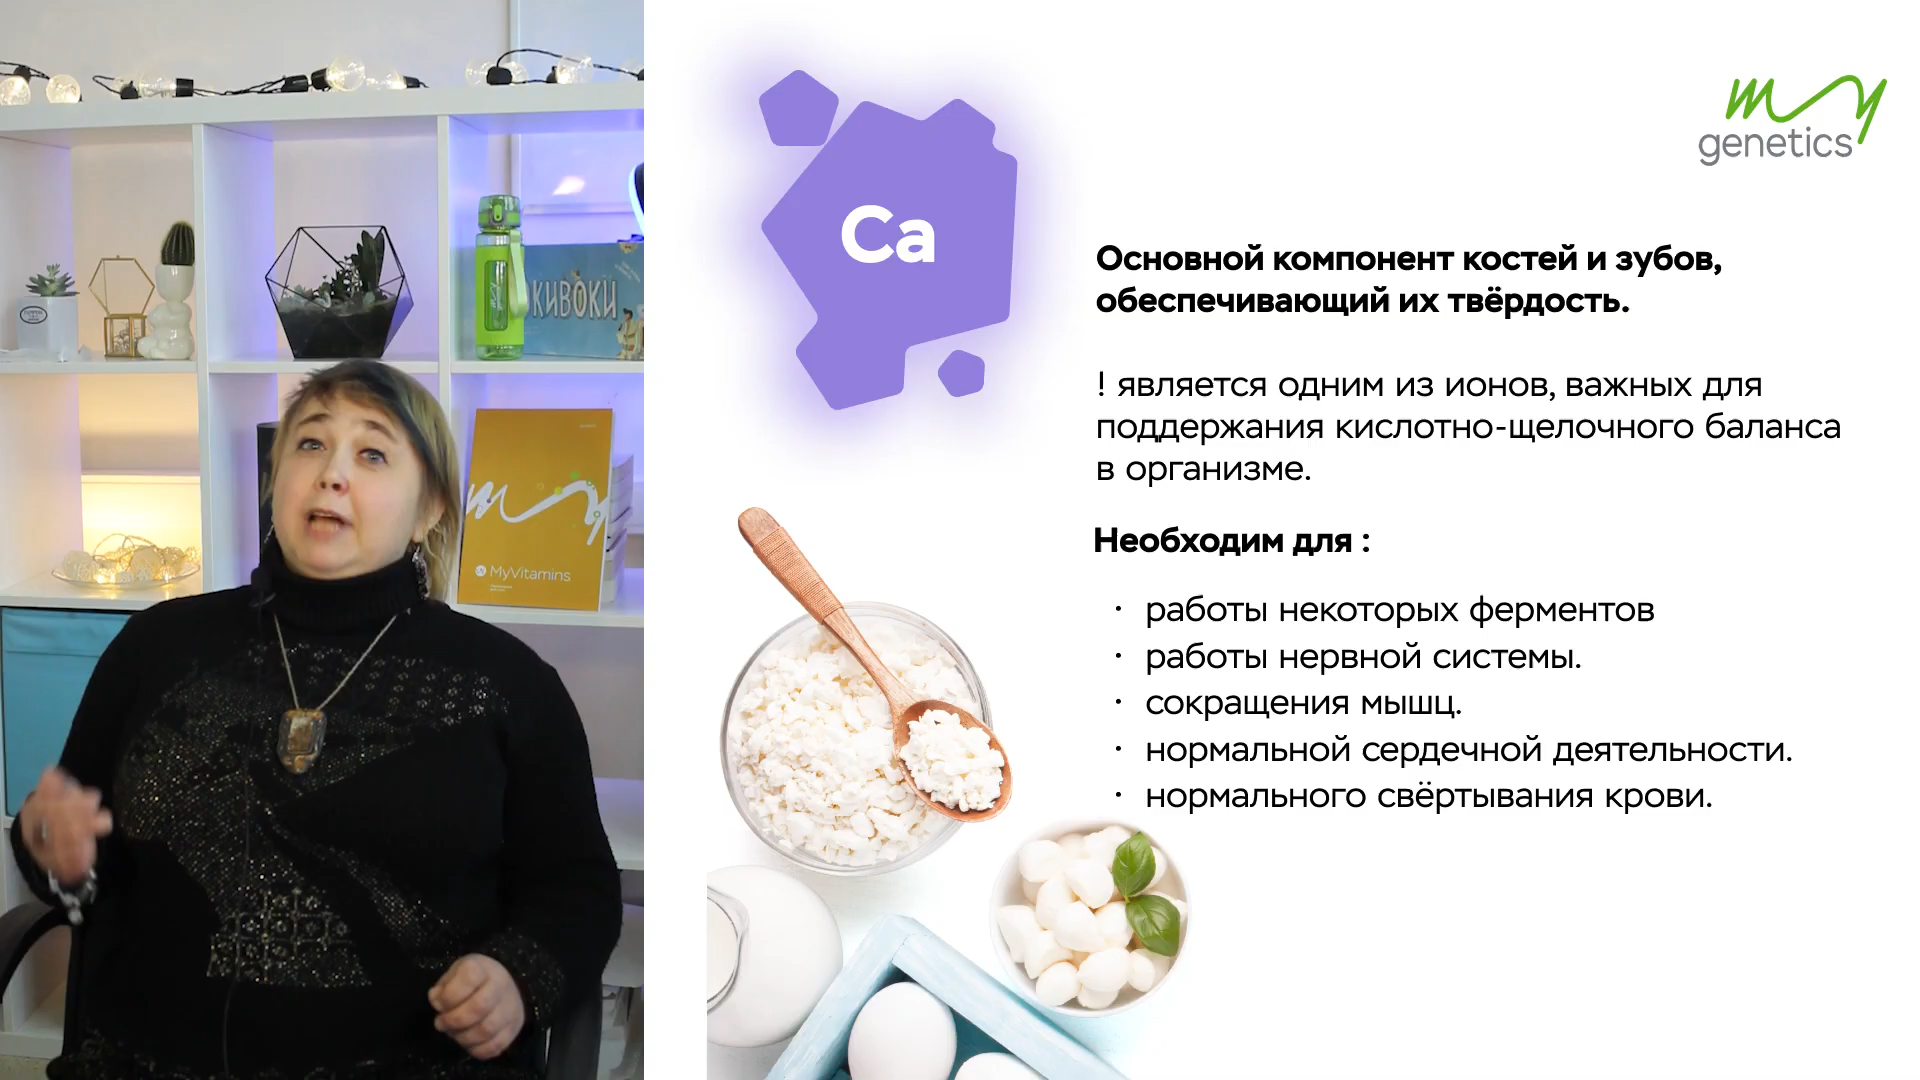 my
genetics
Ca
Основной компонент костей и зубов,
обеспечивающий их твёрдость.
! является одним из ионов, важных для
поддержания кислотно-щелочного баланса
в организме.
Необходим для :
· работы некоторых ферментов
· работы нервной системы.
· сокращения мышц.
· нормальной сердечной деятельности.
· нормального свёртывания крови.
ОКИВОКИ
my
MyVitamins